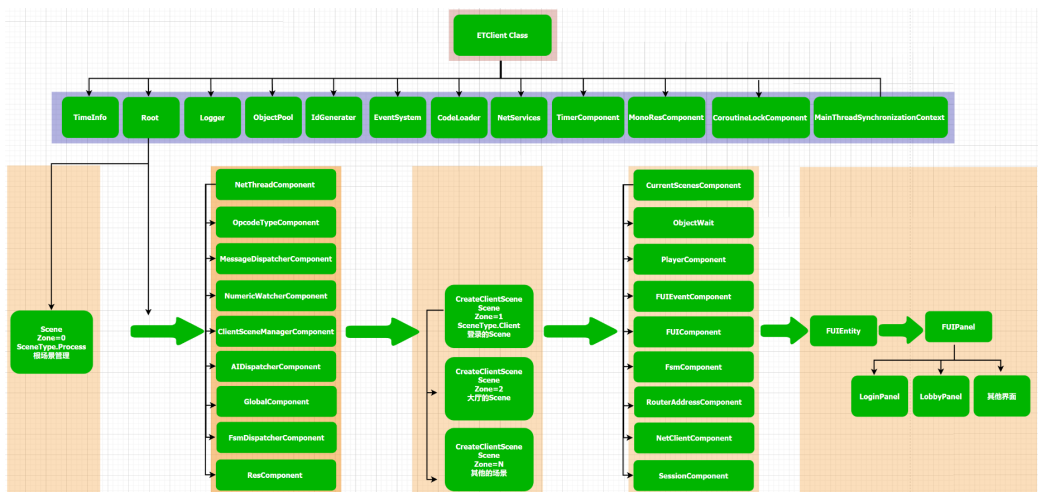 ETClient Class
TimeInfo
Root
Logger
ObjectPool
IdGenerater
EventSystem
CodeLoader
NetServices
TimerComponent
MonoResComponent
CoroutineLockComponent
MainThreadSynchronizationContext
Scene
Zone=0
SceneType.Process
根场景管理
NetThreadComponent
OpcodeTypeComponent
MessageDispatcherComponent
NumericWatcherComponent
ClientSceneManagerComponent
AIDispatcherComponent
GlobalComponent
FsmDispatcherComponent
ResComponent
CreateClientScene
Scene
Zone=1
SceneType.Client
登录的Scene
CreateClientScene
Scene
Zone=2
大厅的Scene
CreateClientScene
Scene
Zone=N
其他的场景
CurrentScenesComponent
ObjectWait
PlayerComponent
FUIEventComponent
FUIComponent
FsmComponent
RouterAddressComponent
NetClientComponent
SessionComponent
FUIEntity
FUIPanel
LoginPanel
LobbyPanel
其他界面